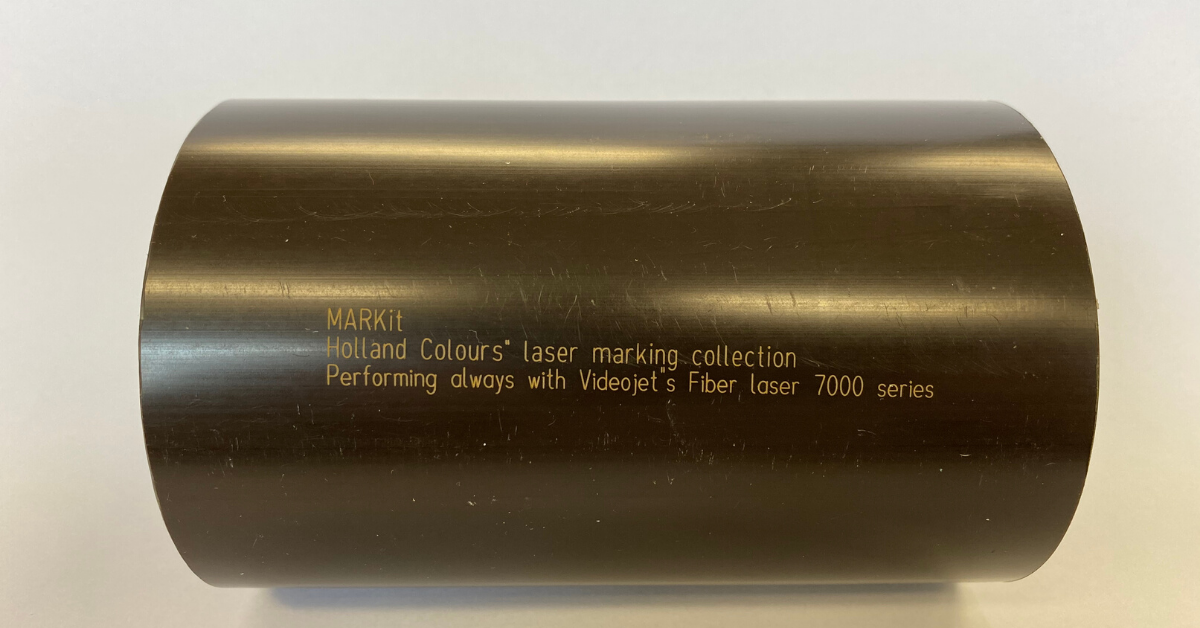 MARKit
Holland Colours" laser marking collection
Performing always with Videojet"s Fiber laser 7000 series